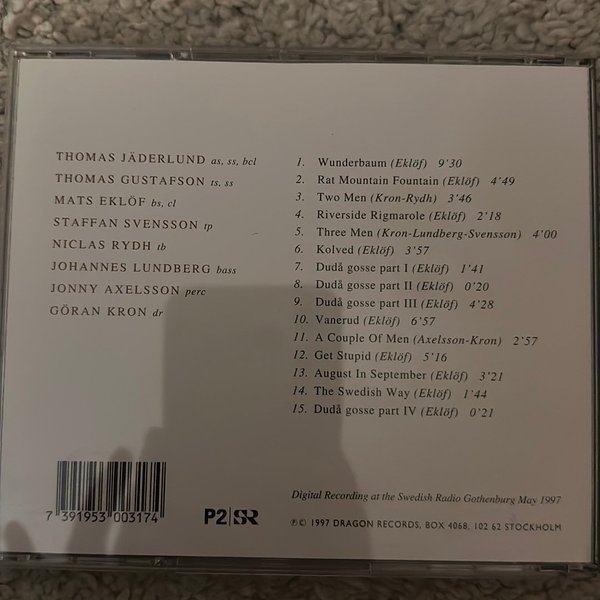 THOMAS JÄDERLUND as, ss, bcl
THOMAS GUSTAFSON ts, ss
MATS EKLÖF bs, cl
STAFFAN SVENSSON tp
NICLAS RYDH tb
JOHANNES LUNDBERG bass
JONNY AXELSSON perc
GÖRAN KRON dr
1. Wunderbaum (Eklöf) 9'30
2. Rat Mountain Fountain (Eklöf) 4'49
3. Two Men (Kron-Rydh) 3'46
4. Riverside Rigmarole (Eklöf) 2'18
5. Three Men (Kron-Lundberg-Svensson) 4'00
6. Kolved (Eklöf) 3'57
7. Dudå gosse part I (Eklöf) 1'41
8. Dudå gosse part II (Eklöf) 0'20
9. Dudå gosse part III (Eklöf) 4'28
10. Vanerud (Eklöf) 6'57
11. A Couple Of Men (Axelsson-Kron) 2'57
12. Get Stupid (Eklöf) 5'16
13. August In September (Eklöf) 3'21
14. The Swedish Way (Eklöf) 1'44
15. Dudå gosse part IV (Eklöf) 0'21
7 391953 003174
P2 SR
Digital Recording at the Swedish Radio Gothenburg May 1997
℗© 1997 DRAGON RECORDS, BOX 4068, 102 62 STOCKHOLM